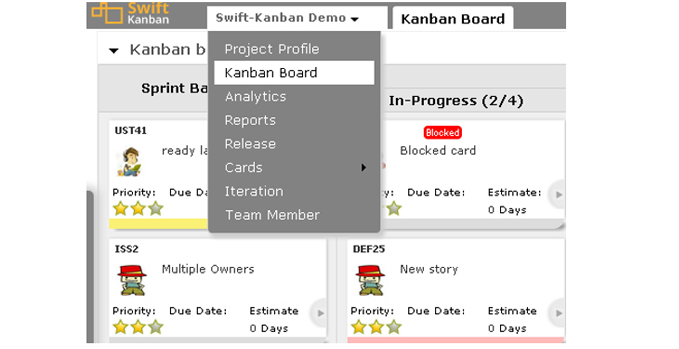 Swift
Kanban
Swift-Kanban Demo
Kanban Board
Kanban b
Project Profile
Kanban Board
Analytics
Reports
Release
Cards
Iteration
Team Member
Sprint Ba
In-Progress (2/4)
UST41
ready la
Priority: Due Date:
Blocked
Blocked card
y: Due Date: Estimate:
0 Days
ISS2
Multiple Owners
Priority: Due Date: Estimate
0 Days
DEF25
New story
Priority: Due Date: Estimate
0 Days